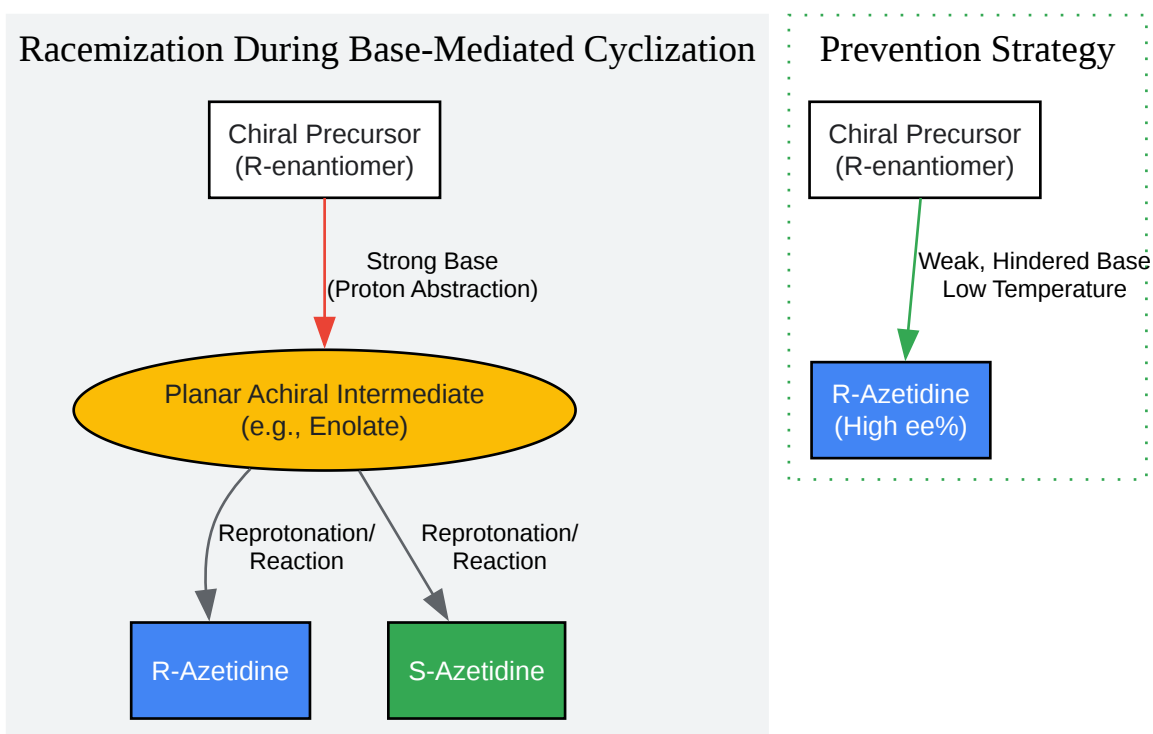 Racemization During Base-Mediated Cyclization
Chiral Precursor
(R-enantiomer)
Strong Base
(Proton Abstraction)
Planar Achiral Intermediate
(e.g., Enolate)
Reprotonation/
Reaction
Reprotonation/
Reaction
R-Azetidine
S-Azetidine
Prevention Strategy
Chiral Precursor
(R-enantiomer)
Weak, Hindered Base
Low Temperature
R-Azetidine
(High ee%)